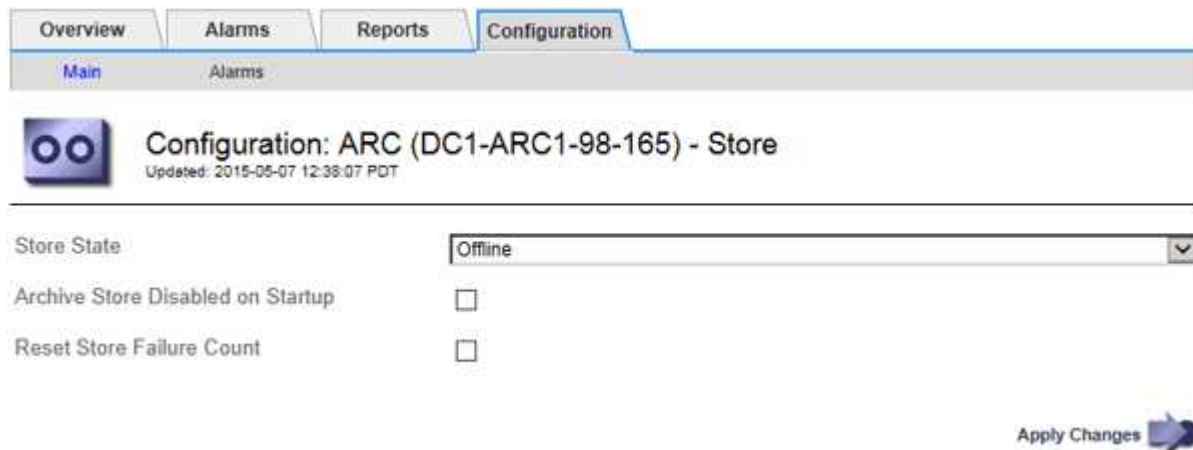 Overview Alarms Reports Configuration
Main Alarms
Configuration: ARC (DC1-ARC1-98-165) - Store
Updated: 2015-05-07 12:38:07 PDT
Store State Offline
Archive Store Disabled on Startup
Reset Store Failure Count
Apply Changes